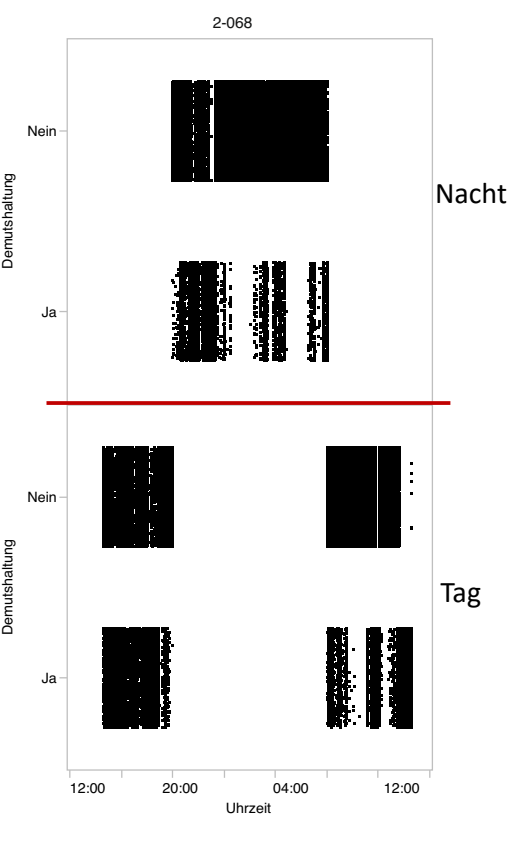 2-068
Nein
Nacht
Demutshaltung
Ja
Nein
Demutshaltung
Tag
Ja
12:00 20:00 04:00 12:00
Uhrzeit